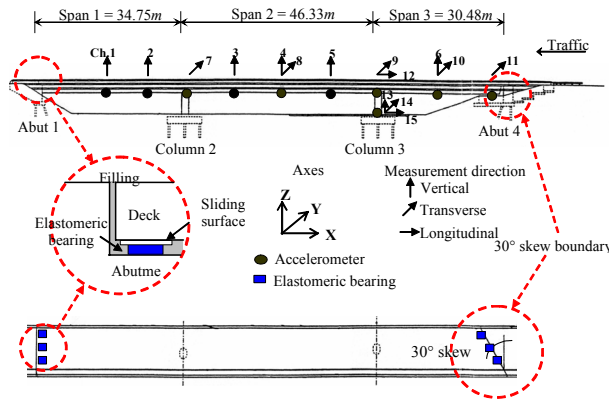 Span 1 = 34.75m
Span 2 = 46.33m
Span 3 = 30.48m
Traffic
Ch.1
2
7
3
4
8
5
9
12
6
10
11
13
14
15
Abut 1
Column 2
Column 3
Abut 4
Filling
Deck
Sliding
surface
Elastomeric
bearing
Abutme
Axes
Z
Y
X
Measurement direction
Vertical
Transverse
Longitudinal
Accelerometer
Elastomeric bearing
30° skew boundary
30° skew